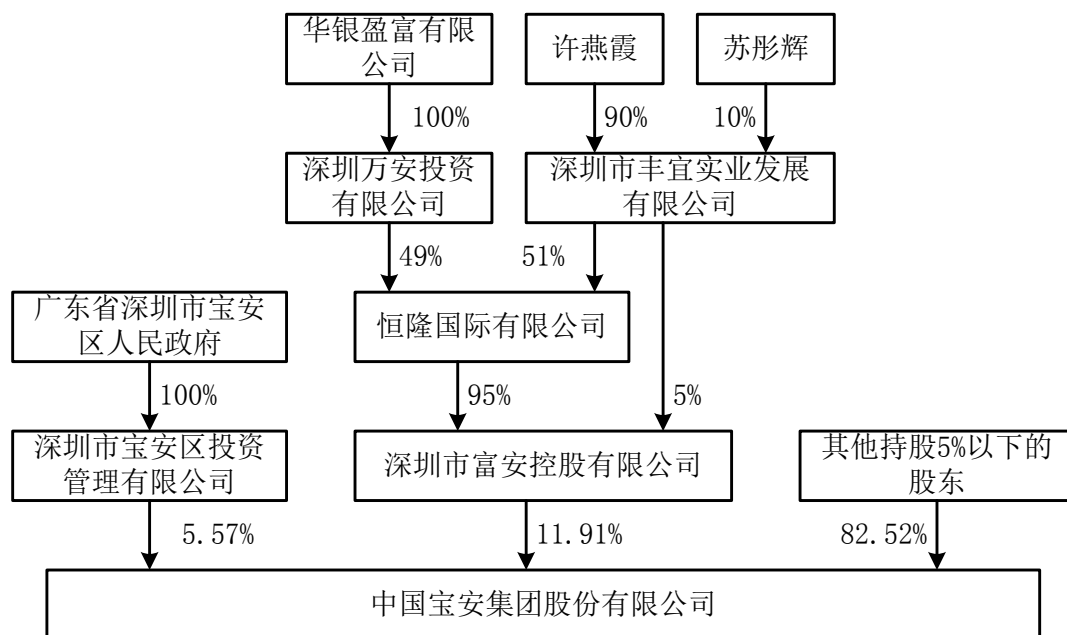 华银盈富有限
公司
许燕霞
苏彤辉
100%
90%
10%
深圳万安投资
有限公司
深圳市丰宜实业发展
有限公司
49%
51%
广东省深圳市宝安
区人民政府
恒隆国际有限公司
100%
95%
5%
深圳市宝安区投资
管理有限公司
深圳市富安控股有限公司
其他持股5%以下的
股东
5.57%
11.91%
82.52%
中国宝安集团股份有限公司